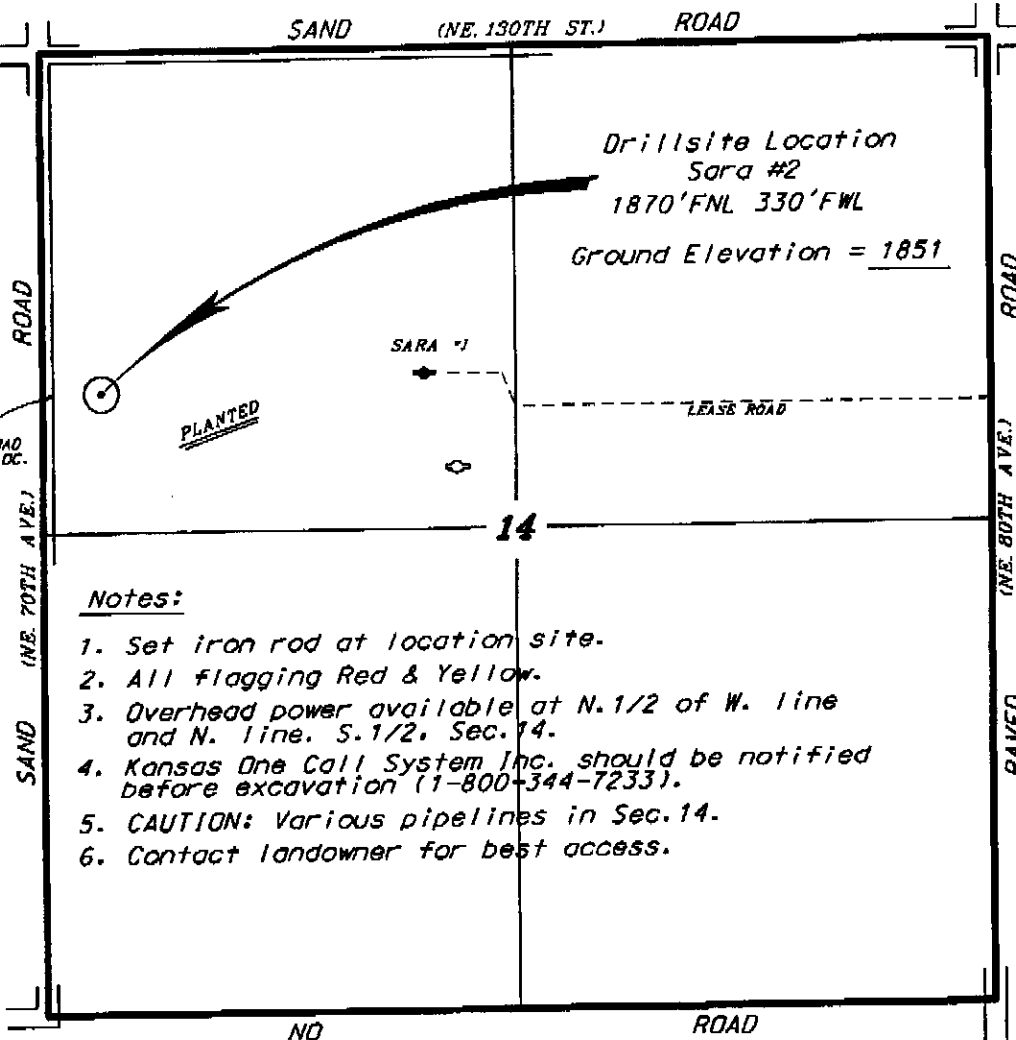 SAND (NE. 130TH ST.) ROAD
Drillsite Location
Sara #2
1870'FNL 330'FWL
Ground Elevation = 1851
ROAD
ROAD
SARA
PLANTED
LEASE ROAD
(NE. 70TH AVE.)
(NE. 80TH AVE.)
14
Notes:
1. Set iron rod at location site.
2. All flagging Red & Yellow.
3. Overhead power available at N.1/2 of W. line
and N. line. S.1/2. Sec.14.
4. Kansas One Call System Inc. should be notified
before excavation (1-800-344-7233).
5. CAUTION: Various pipelines in Sec.14.
6. Contact landowner for best access.
SAND
NO ROAD